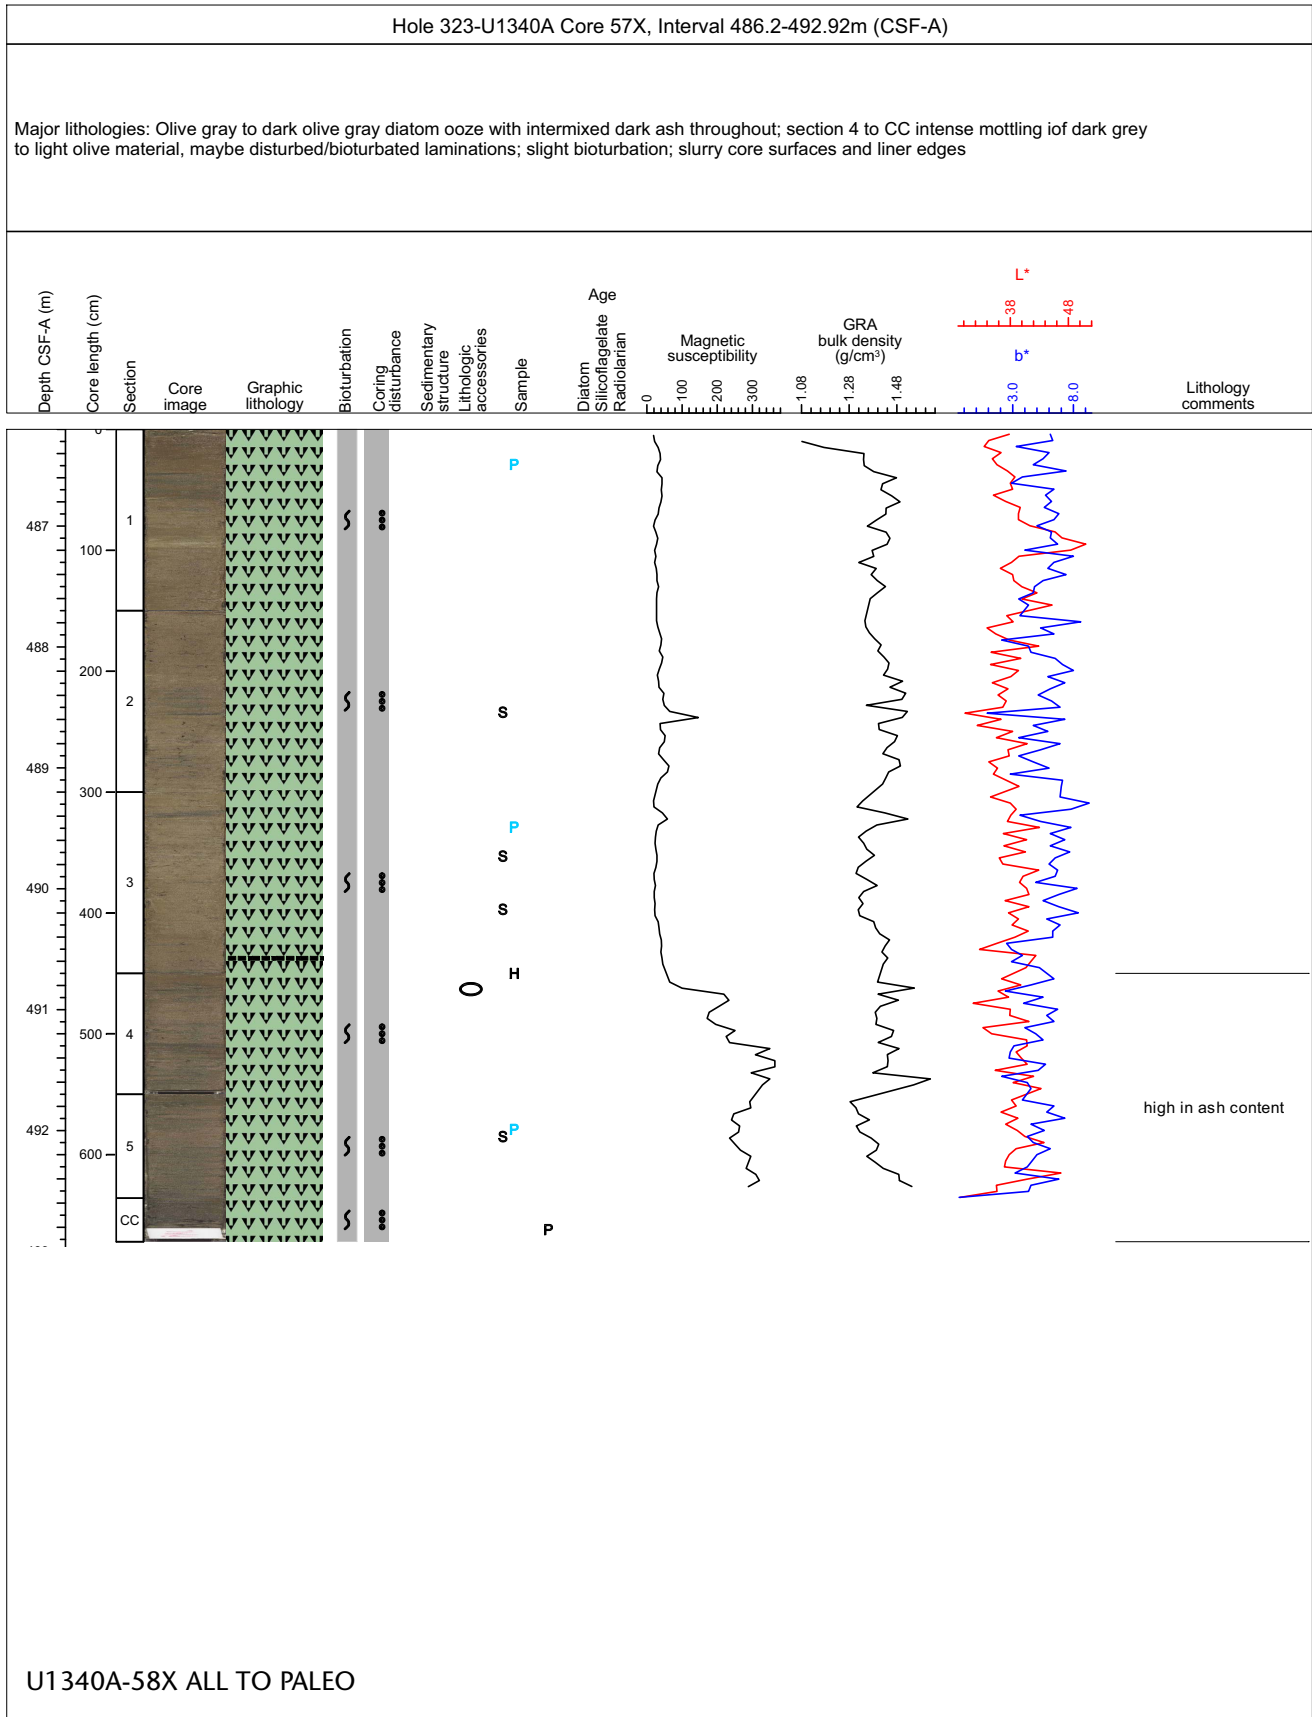 Hole 323-U1340A Core 57X, Interval 486.2-492.92m (CSF-A)
Major lithologies: Olive gray to dark olive gray diatom ooze with intermixed dark ash throughout; section 4 to CC intense mottling iof dark grey
to light olive material, maybe disturbed/bioturbated laminations; slight bioturbation; slurry core surfaces and liner edges
Depth CSF-A (m)
Core length (cm)
Section
Core
image
Graphic
lithology
Bioturbation
Coring
disturbance
Sedimentary
structure
Lithologic
accessories
Sample
Age
Diatom
Silicoflagelate
Radiolarian
Magnetic
susceptibility
0 100 200 300
GRA
bulk density
(g/cm³)
1.08 1.28 1.48
L*
38 48
b*
3.0 8.0
Lithology
comments
0
P
487
1
100
488
200
2
S
489
300
P
S
490
3
400
S
H
491
500
4
high in ash content
492
P
S
5
600
CC
P
U1340A-58X ALL TO PALEO